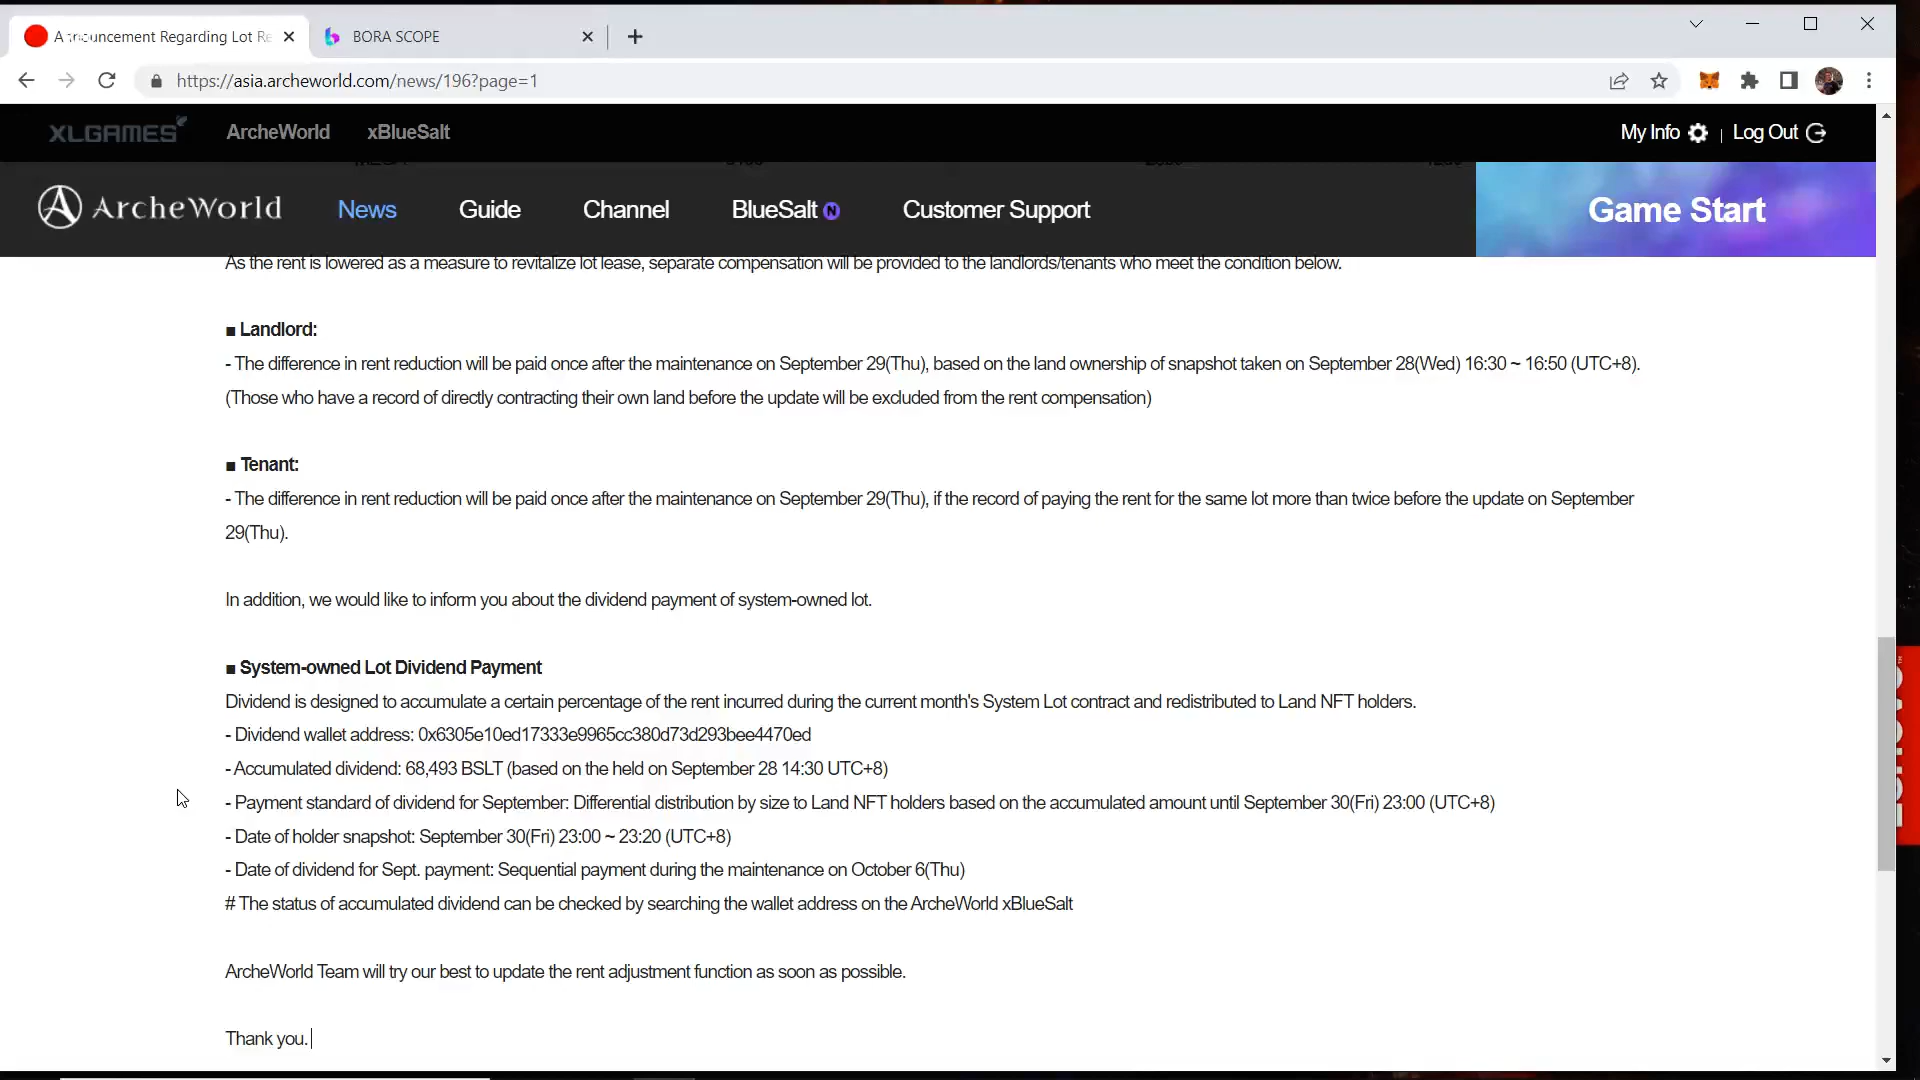 Announcement Regarding Lot Re
BORA SCOPE
https://asia.archeworld.com/news/196?page=1
XLGAMES
ArcheWorld
xBlueSalt
My Info
| Log Out
ArcheWorld
News
Guide
Channel
BlueSalt N
Customer Support
Game Start
As the rent is lowered as a measure to revitalize lot lease, separate compensation will be provided to the landlords/tenants who meet the condition below.
■ Landlord:
- The difference in rent reduction will be paid once after the maintenance on September 29(Thu), based on the land ownership of snapshot taken on September 28(Wed) 16:30 ~ 16:50 (UTC+8).
(Those who have a record of directly contracting their own land before the update will be excluded from the rent compensation)
■ Tenant:
- The difference in rent reduction will be paid once after the maintenance on September 29(Thu), if the record of paying the rent for the same lot more than twice before the update on September
29(Thu).
In addition, we would like to inform you about the dividend payment of system-owned lot.
■ System-owned Lot Dividend Payment
Dividend is designed to accumulate a certain percentage of the rent incurred during the current month's System Lot contract and redistributed to Land NFT holders.
- Dividend wallet address: 0x6305e10ed17333e9965cc380d73d293bee4470ed
- Accumulated dividend: 68,493 BSLT (based on the held on September 28 14:30 UTC+8)
- Payment standard of dividend for September: Differential distribution by size to Land NFT holders based on the accumulated amount until September 30(Fri) 23:00 (UTC+8)
- Date of holder snapshot: September 30(Fri) 23:00 ~ 23:20 (UTC+8)
- Date of dividend for Sept. payment: Sequential payment during the maintenance on October 6(Thu)
# The status of accumulated dividend can be checked by searching the wallet address on the ArcheWorld xBlueSalt
ArcheWorld Team will try our best to update the rent adjustment function as soon as possible.
Thank you.